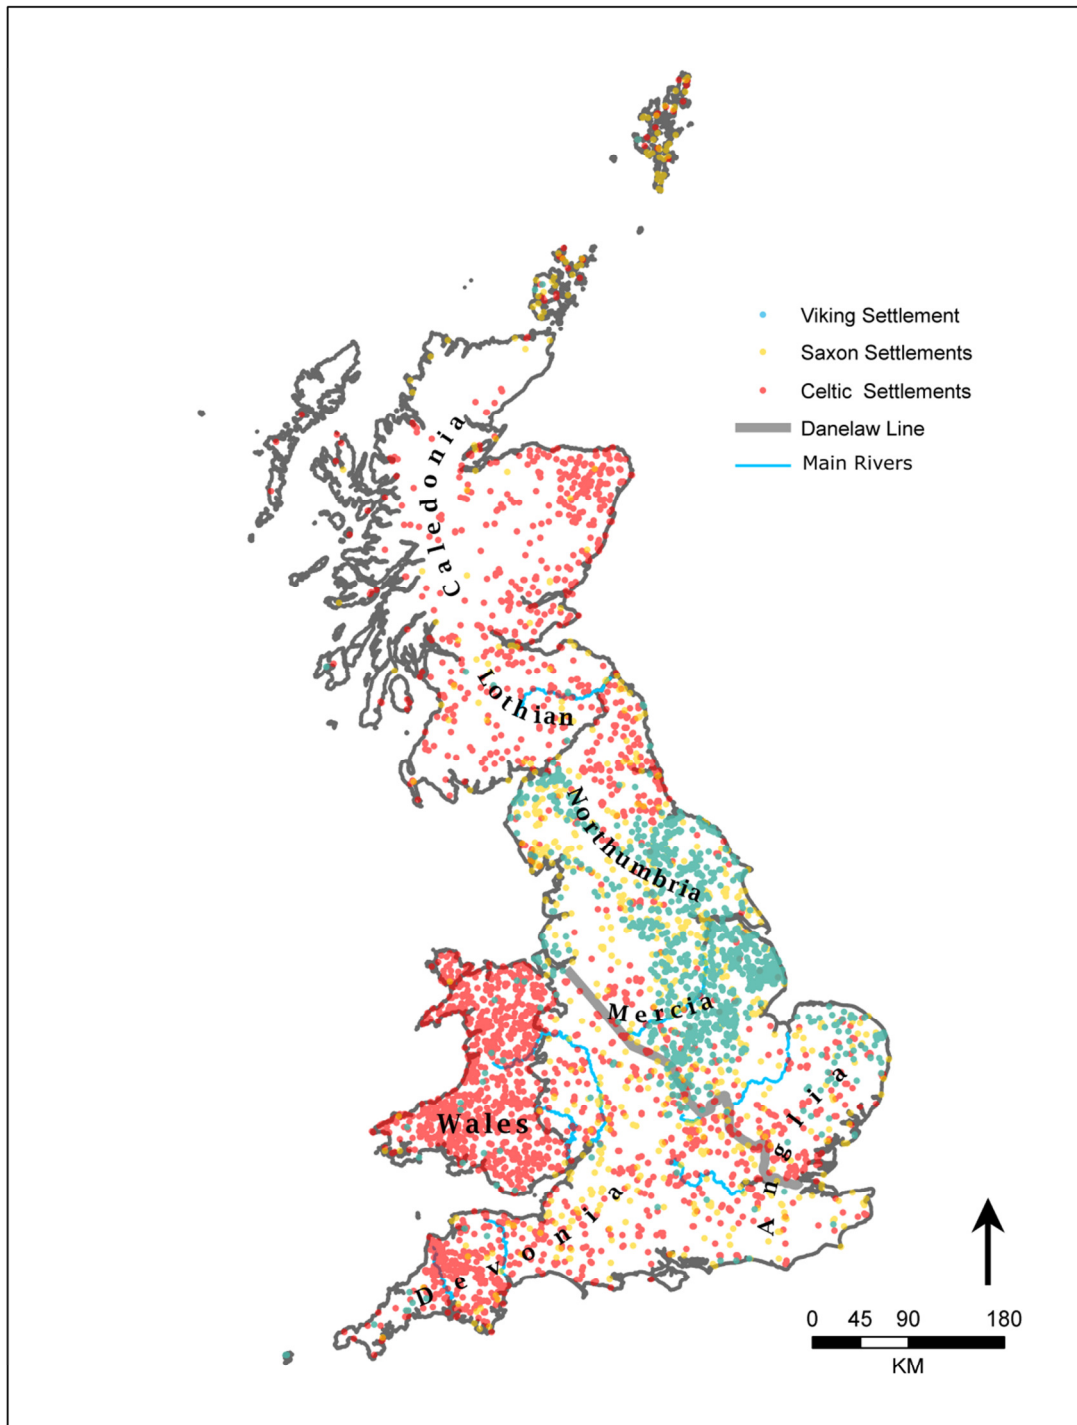 Viking Settlement
Saxon Settlements
Celtic Settlements
Danelaw Line
Main Rivers
Caledonia
Lothian
Northumbria
Mercia
Anglia
Wales
Devonia
0 45 90 180
KM